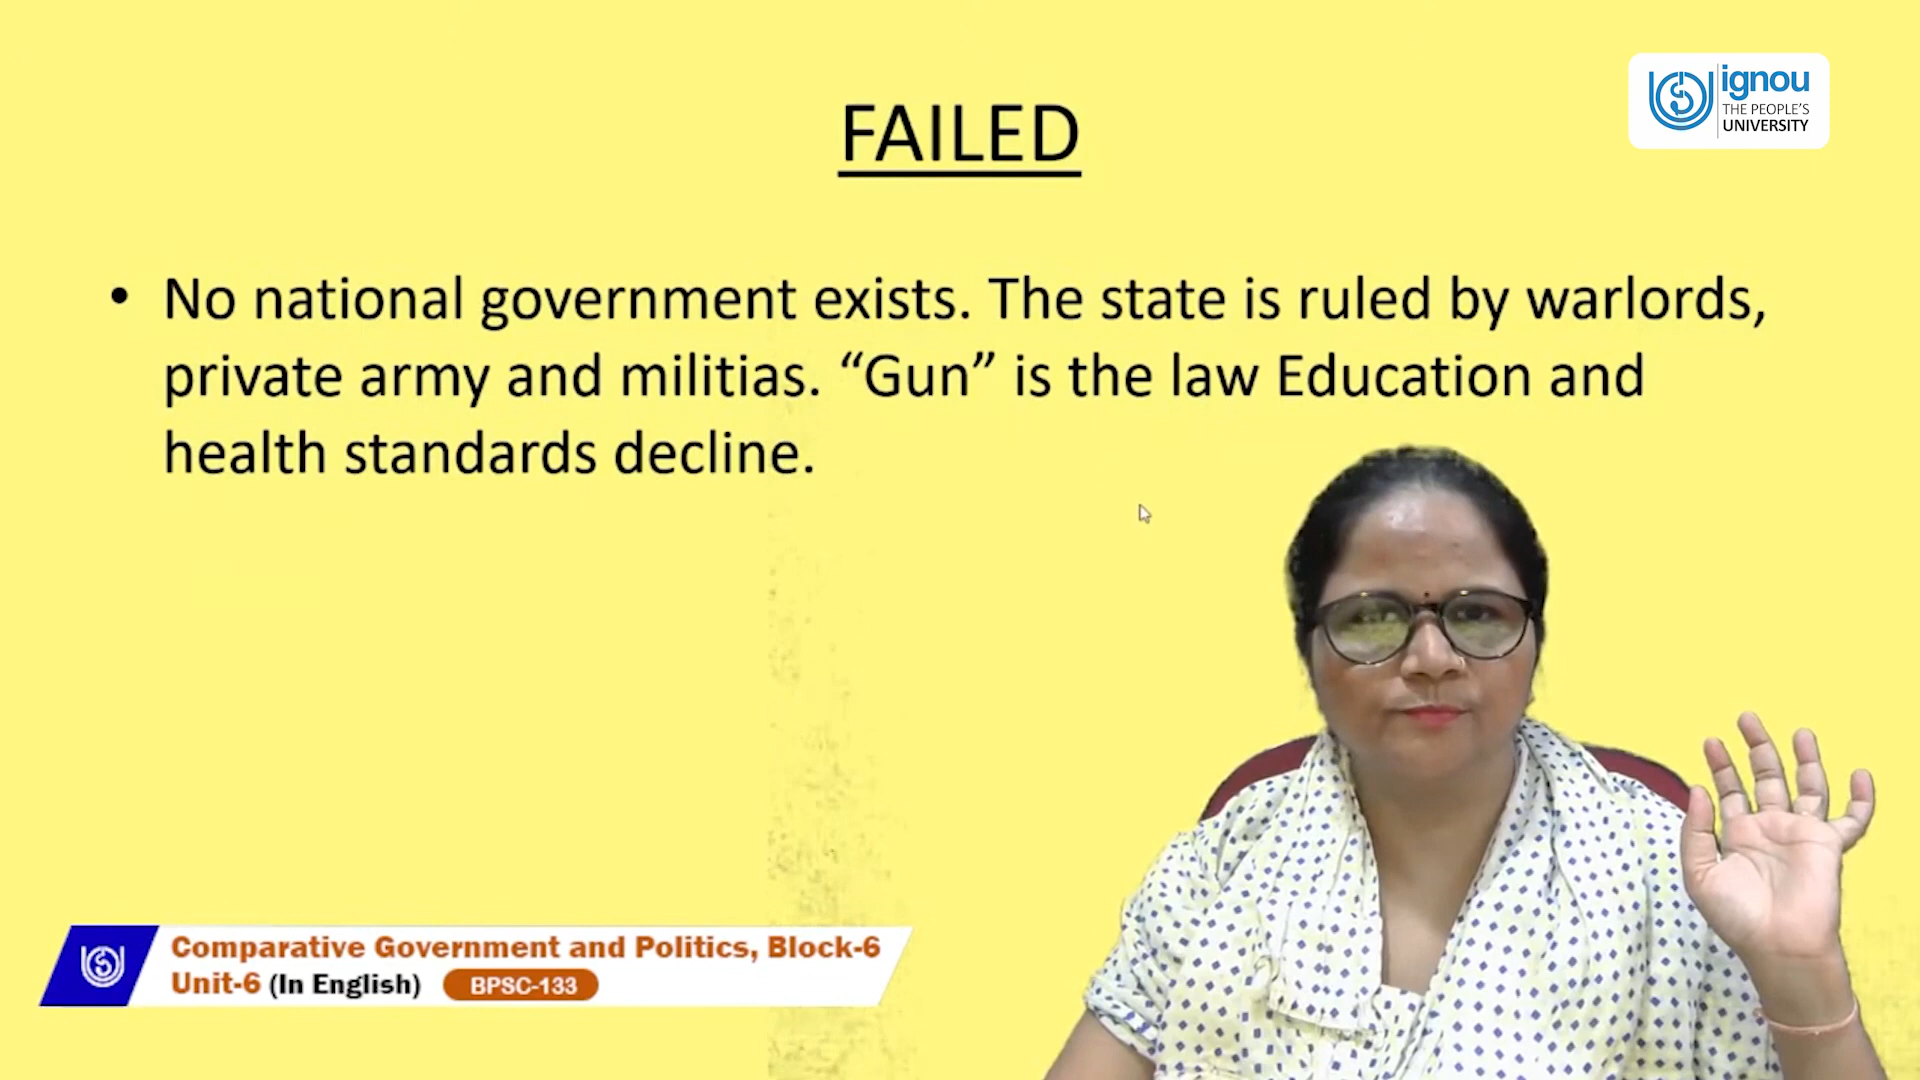 ignou
THE PEOPLE'S
UNIVERSITY
FAILED
• No national government exists. The state is ruled by warlords,
private army and militias. “Gun” is the law Education and
health standards decline.
Comparative Government and Politics, Block-6
Unit-6 (In English) BPSC-133